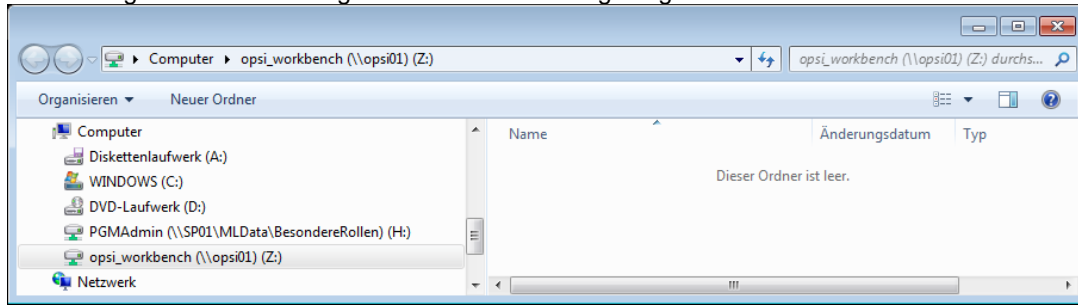 Computer ▸ opsi_workbench (\\opsi01) (Z:)
opsi_workbench (\\opsi01) (Z:) durchs...
Organisieren Neuer Ordner
Computer
Diskettenlaufwerk (A:)
WINDOWS (C:)
DVD-Laufwerk (D:)
PGMAdmin (\\SP01\MLData\BesondereRollen) (H:)
opsi_workbench (\\opsi01) (Z:)
Netzwerk
Name Änderungsdatum Typ
Dieser Ordner ist leer.